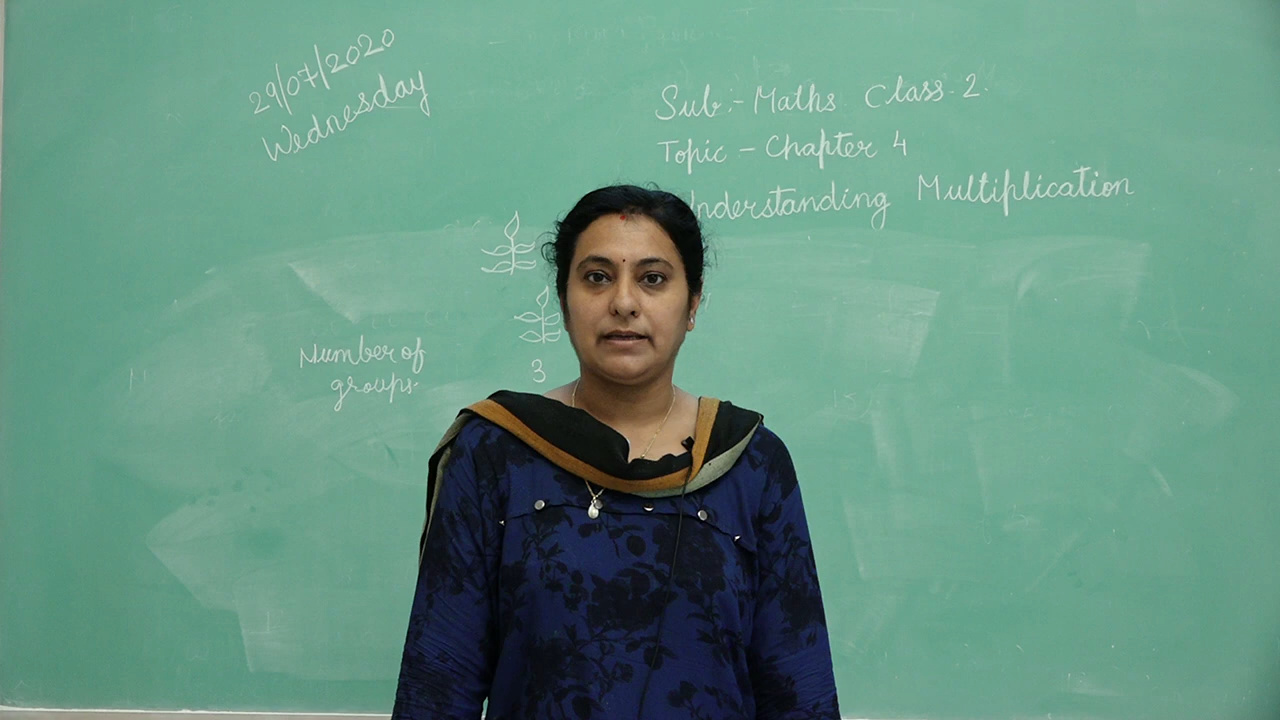 29/07/2020
Wednesday
Sub:- Maths Class-2.
Topic - Chapter 4
Understanding Multiplication
Number of
groups.
3